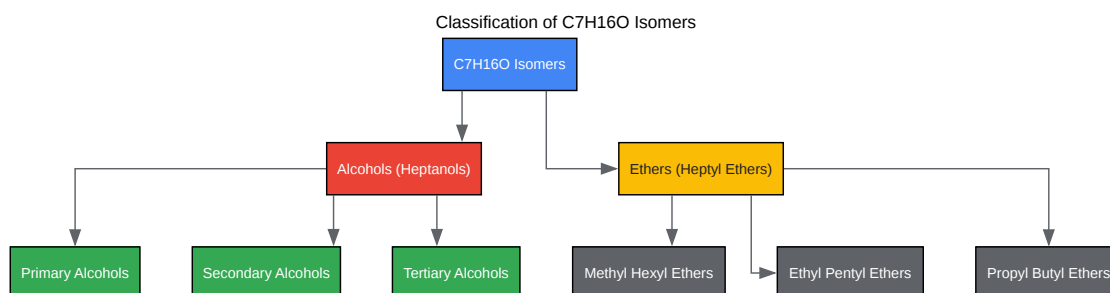 Classification of C7H16O Isomers
C7H16O Isomers
Alcohols (Heptanols)
Ethers (Heptyl Ethers)
Primary Alcohols
Secondary Alcohols
Tertiary Alcohols
Methyl Hexyl Ethers
Ethyl Pentyl Ethers
Propyl Butyl Ethers